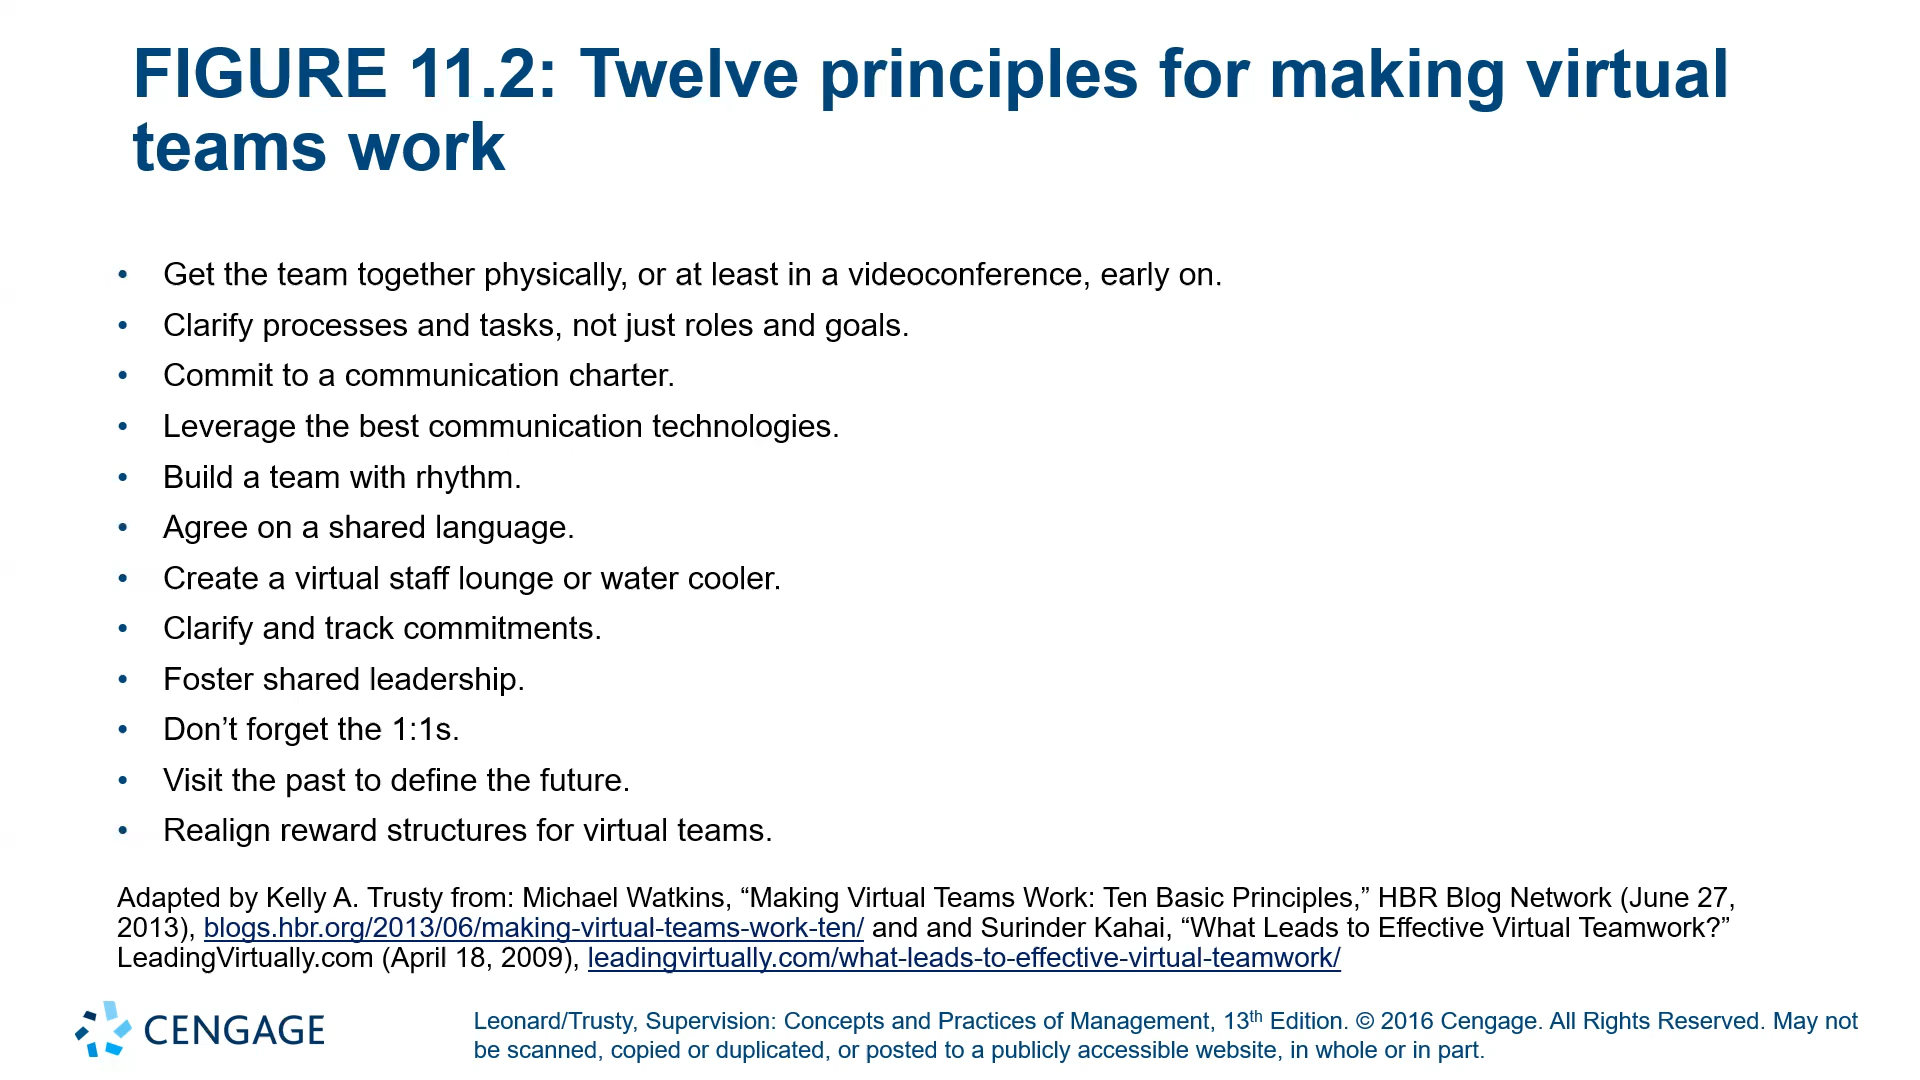 FIGURE 11.2: Twelve principles for making virtual
teams work
• Get the team together physically, or at least in a videoconference, early on.
• Clarify processes and tasks, not just roles and goals.
• Commit to a communication charter.
• Leverage the best communication technologies.
• Build a team with rhythm.
• Agree on a shared language.
• Create a virtual staff lounge or water cooler.
• Clarify and track commitments.
• Foster shared leadership.
• Don’t forget the 1:1s.
• Visit the past to define the future.
• Realign reward structures for virtual teams.
Adapted by Kelly A. Trusty from: Michael Watkins, “Making Virtual Teams Work: Ten Basic Principles,” HBR Blog Network (June 27,
2013), blogs.hbr.org/2013/06/making-virtual-teams-work-ten/ and and Surinder Kahai, “What Leads to Effective Virtual Teamwork?”
LeadingVirtually.com (April 18, 2009), leadingvirtually.com/what-leads-to-effective-virtual-teamwork/
CENGAGE
Leonard/Trusty, Supervision: Concepts and Practices of Management, 13th Edition. © 2016 Cengage. All Rights Reserved. May not
be scanned, copied or duplicated, or posted to a publicly accessible website, in whole or in part.